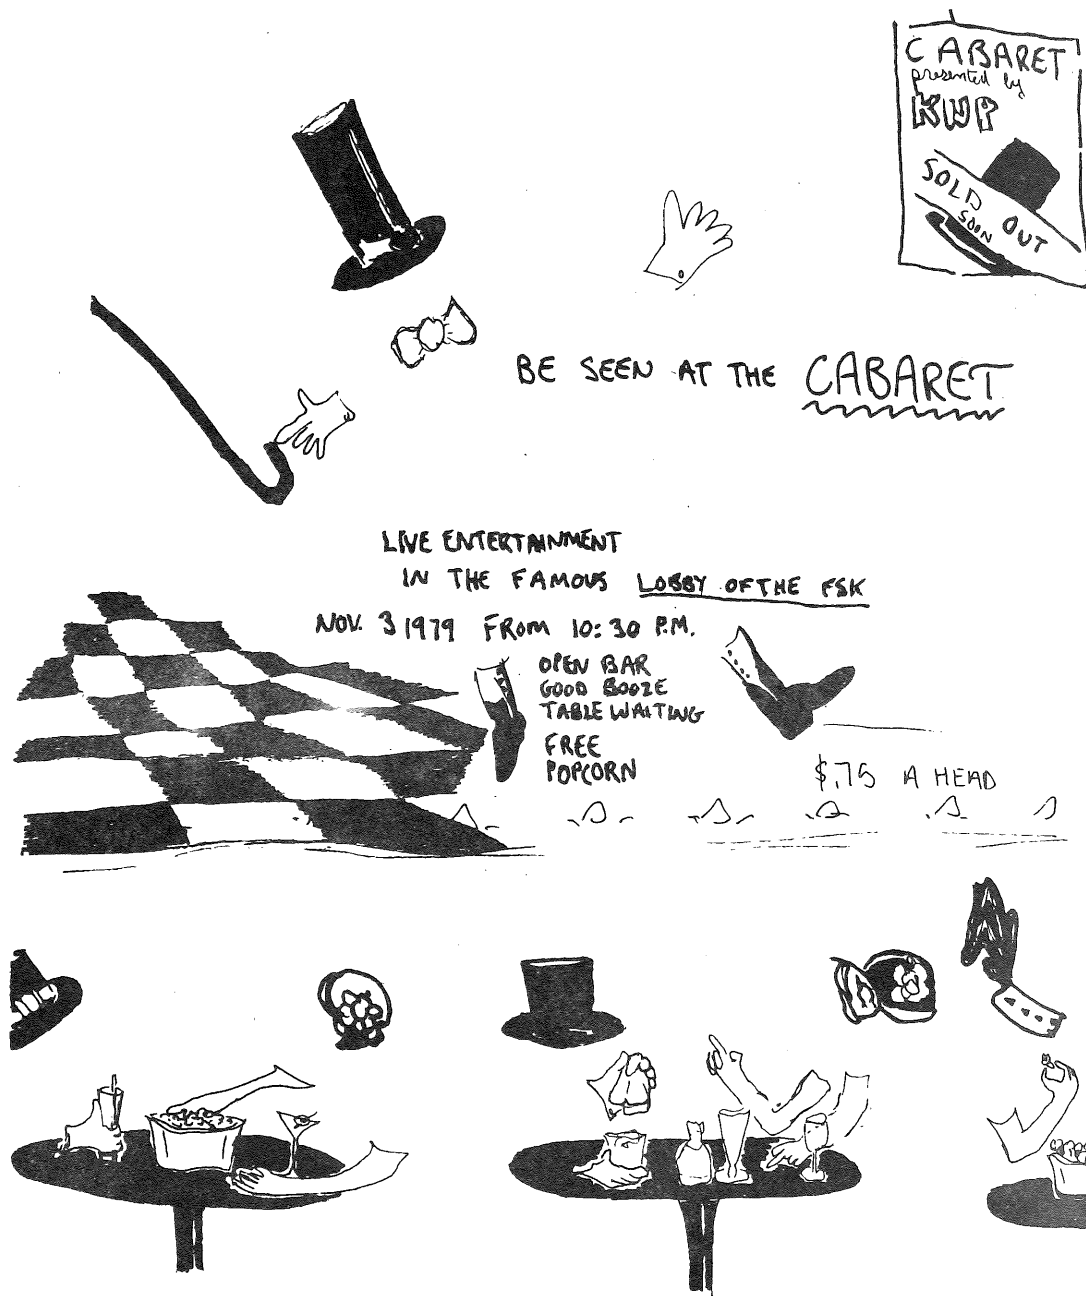 CABARET
presented by
KWP
SOLD OUT
SOON
BE SEEN AT THE CABARET
LIVE ENTERTAINMENT
IN THE FAMOUS LOBBY OF THE FSK
NOV. 3 1979 FROM 10:30 P.M.
OPEN BAR
GOOD BOOZE
TABLE WAITING
FREE
POPCORN
$.75 A HEAD